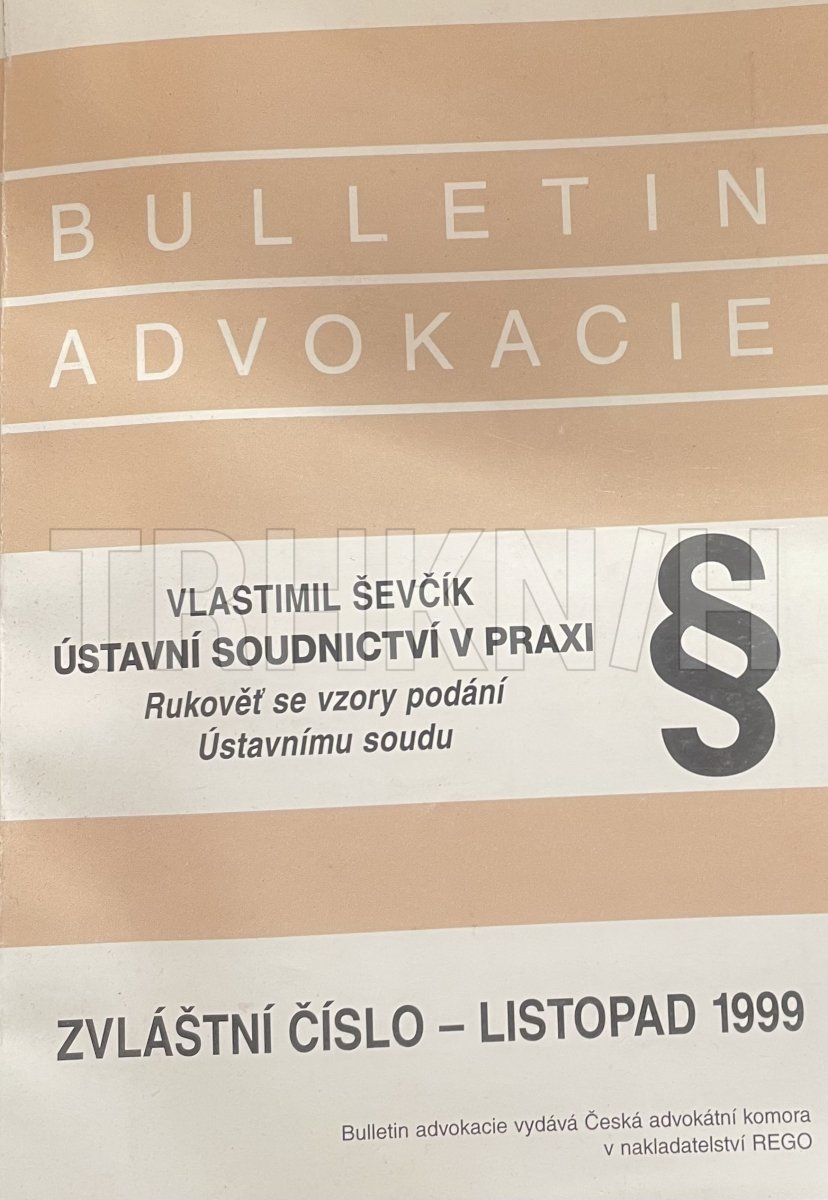 BULLETIN
ADVOKACIE
TRHKNIH
VLASTIMIL ŠEVČÍK
ÚSTAVNÍ SOUDNICTVÍ V PRAXI
Rukověť se vzory podání
Ústavnímu soudu
§
ZVLÁŠTNÍ ČÍSLO – LISTOPAD 1999
Bulletin advokacie vydává Česká advokátní komora
v nakladatelství REGO